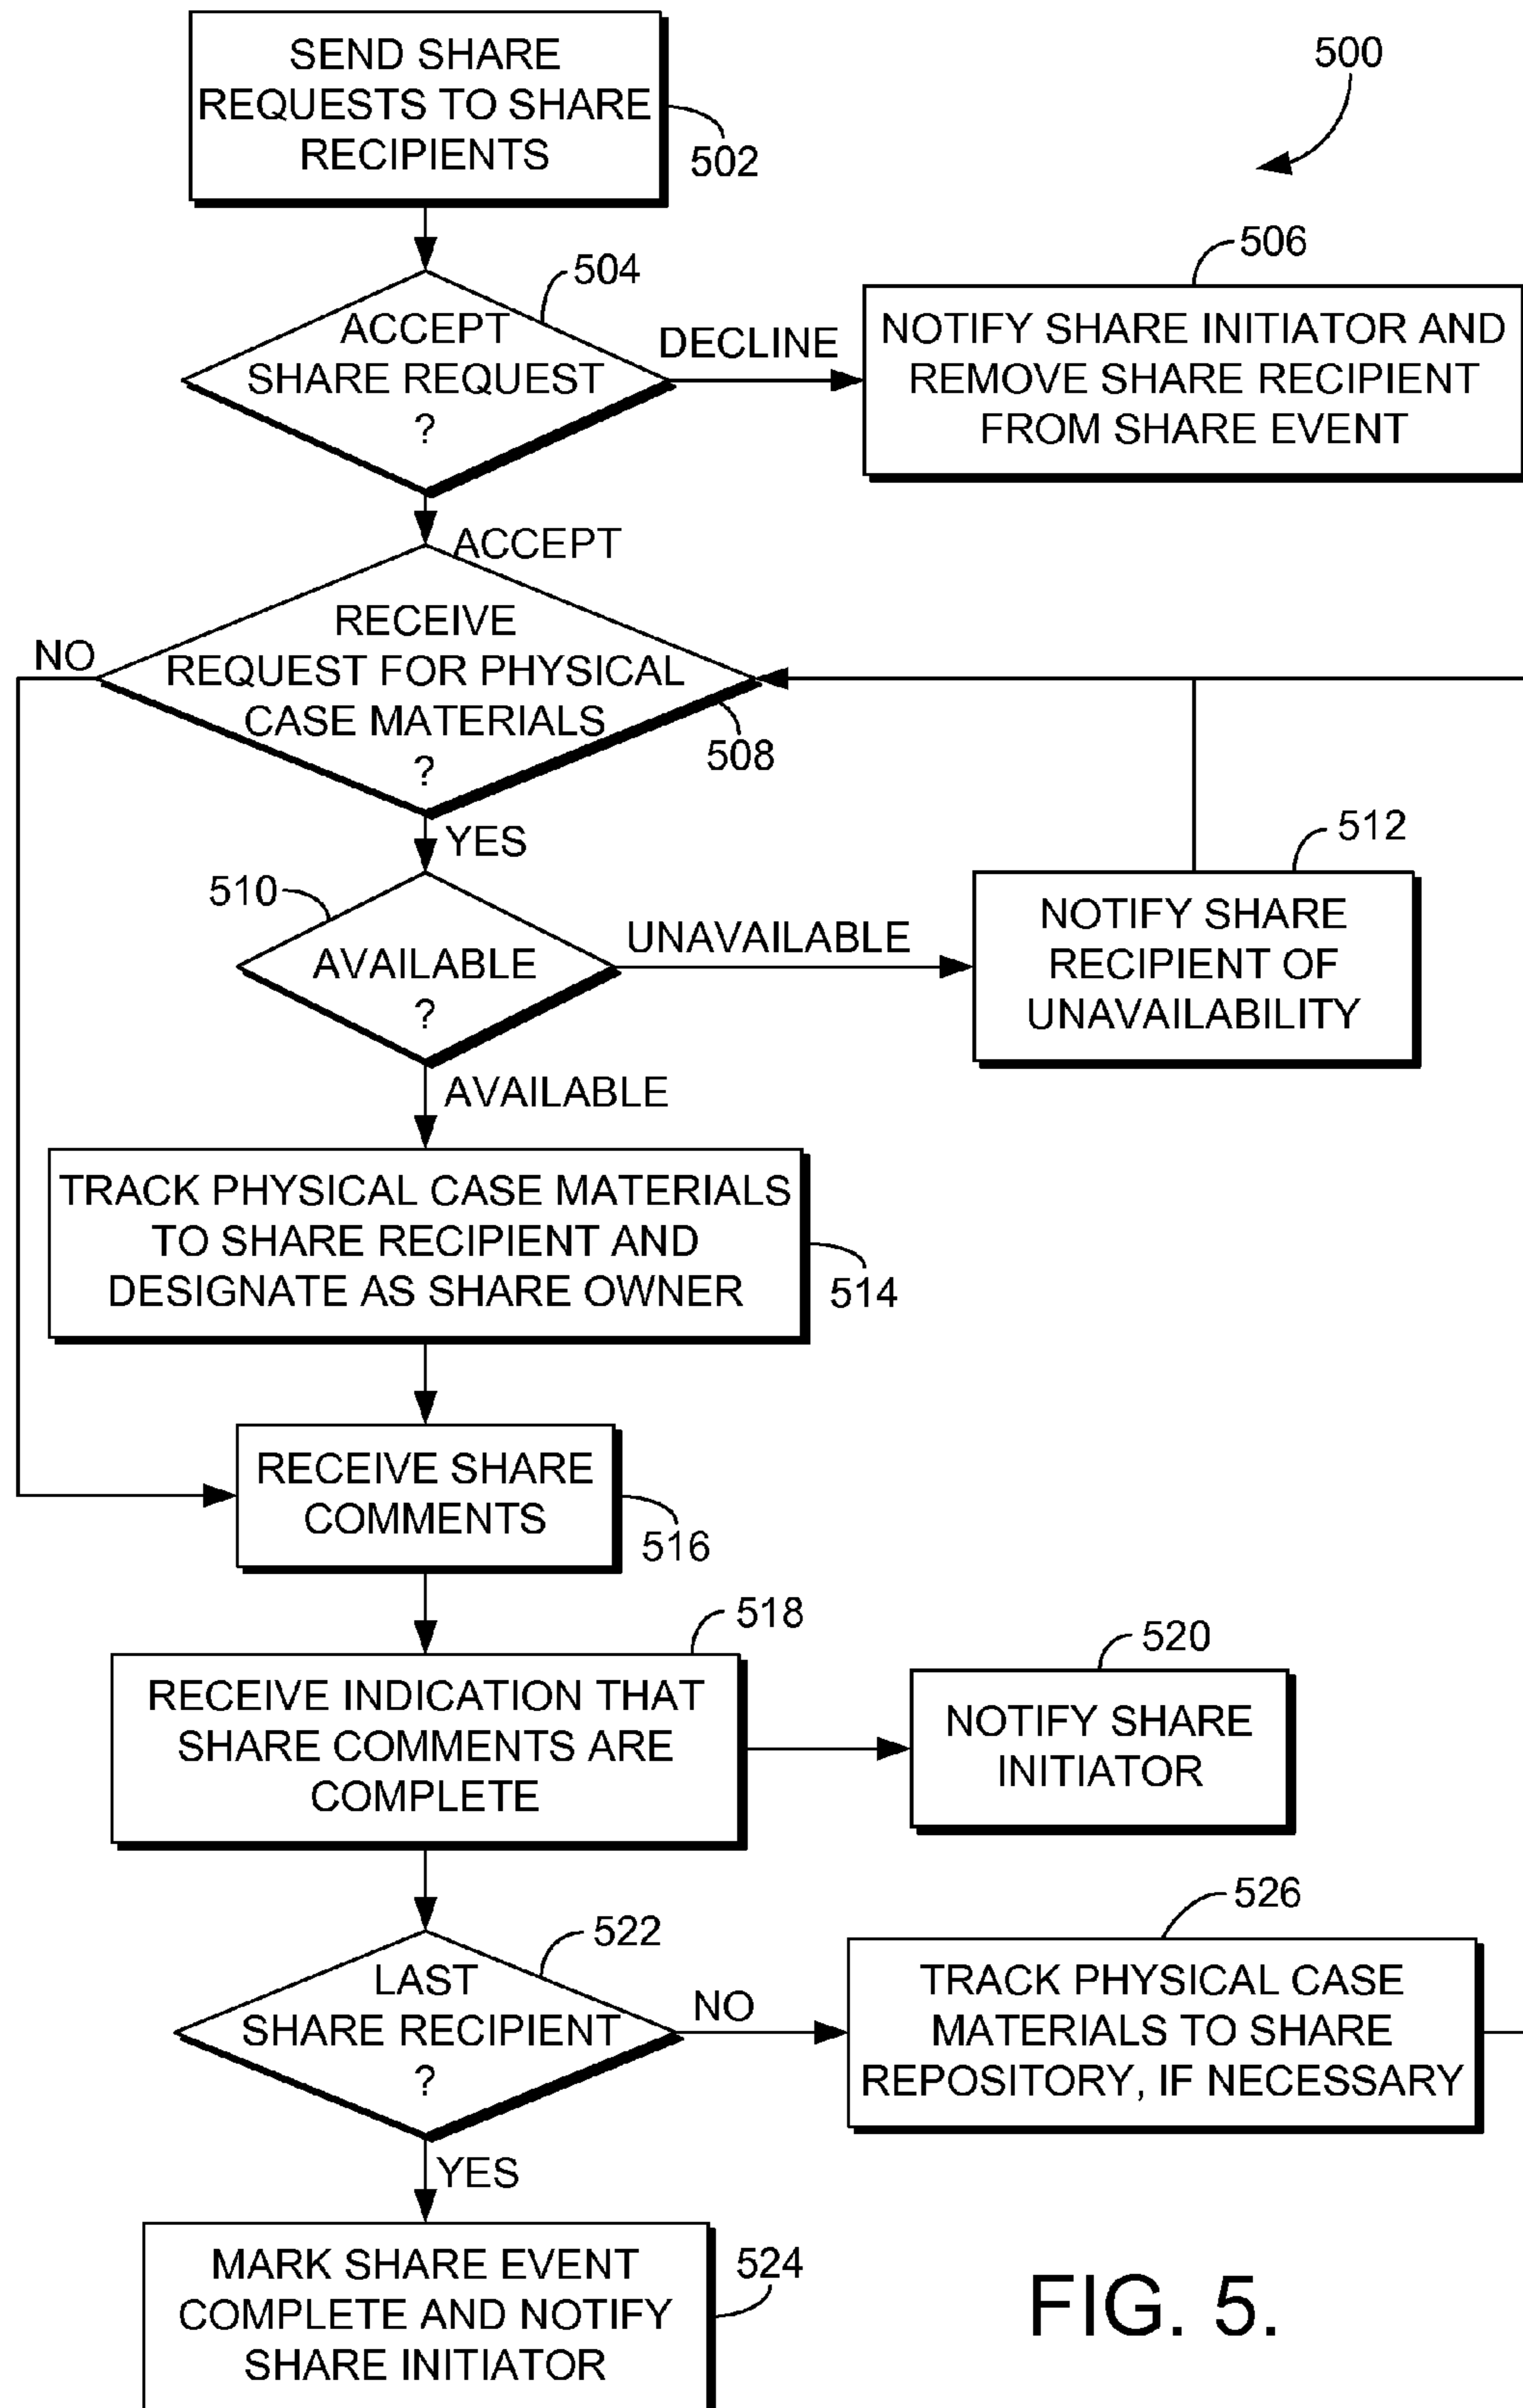 SEND SHARE
REQUESTS TO SHARE
RECIPIENTS
502
500
504
ACCEPT
SHARE REQUEST
?
DECLINE
506
NOTIFY SHARE INITIATOR AND
REMOVE SHARE RECIPIENT
FROM SHARE EVENT
ACCEPT
RECEIVE
REQUEST FOR PHYSICAL
CASE MATERIALS
?
NO
508
YES
510
AVAILABLE
?
UNAVAILABLE
512
NOTIFY SHARE
RECIPIENT OF
UNAVAILABILITY
AVAILABLE
TRACK PHYSICAL CASE MATERIALS
TO SHARE RECIPIENT AND
DESIGNATE AS SHARE OWNER
514
RECEIVE SHARE
COMMENTS
516
518
RECEIVE INDICATION THAT
SHARE COMMENTS ARE
COMPLETE
520
NOTIFY SHARE
INITIATOR
522
LAST
SHARE RECIPIENT
?
NO
526
TRACK PHYSICAL CASE
MATERIALS TO SHARE
REPOSITORY, IF NECESSARY
YES
MARK SHARE EVENT
COMPLETE AND NOTIFY
SHARE INITIATOR
524
FIG. 5.